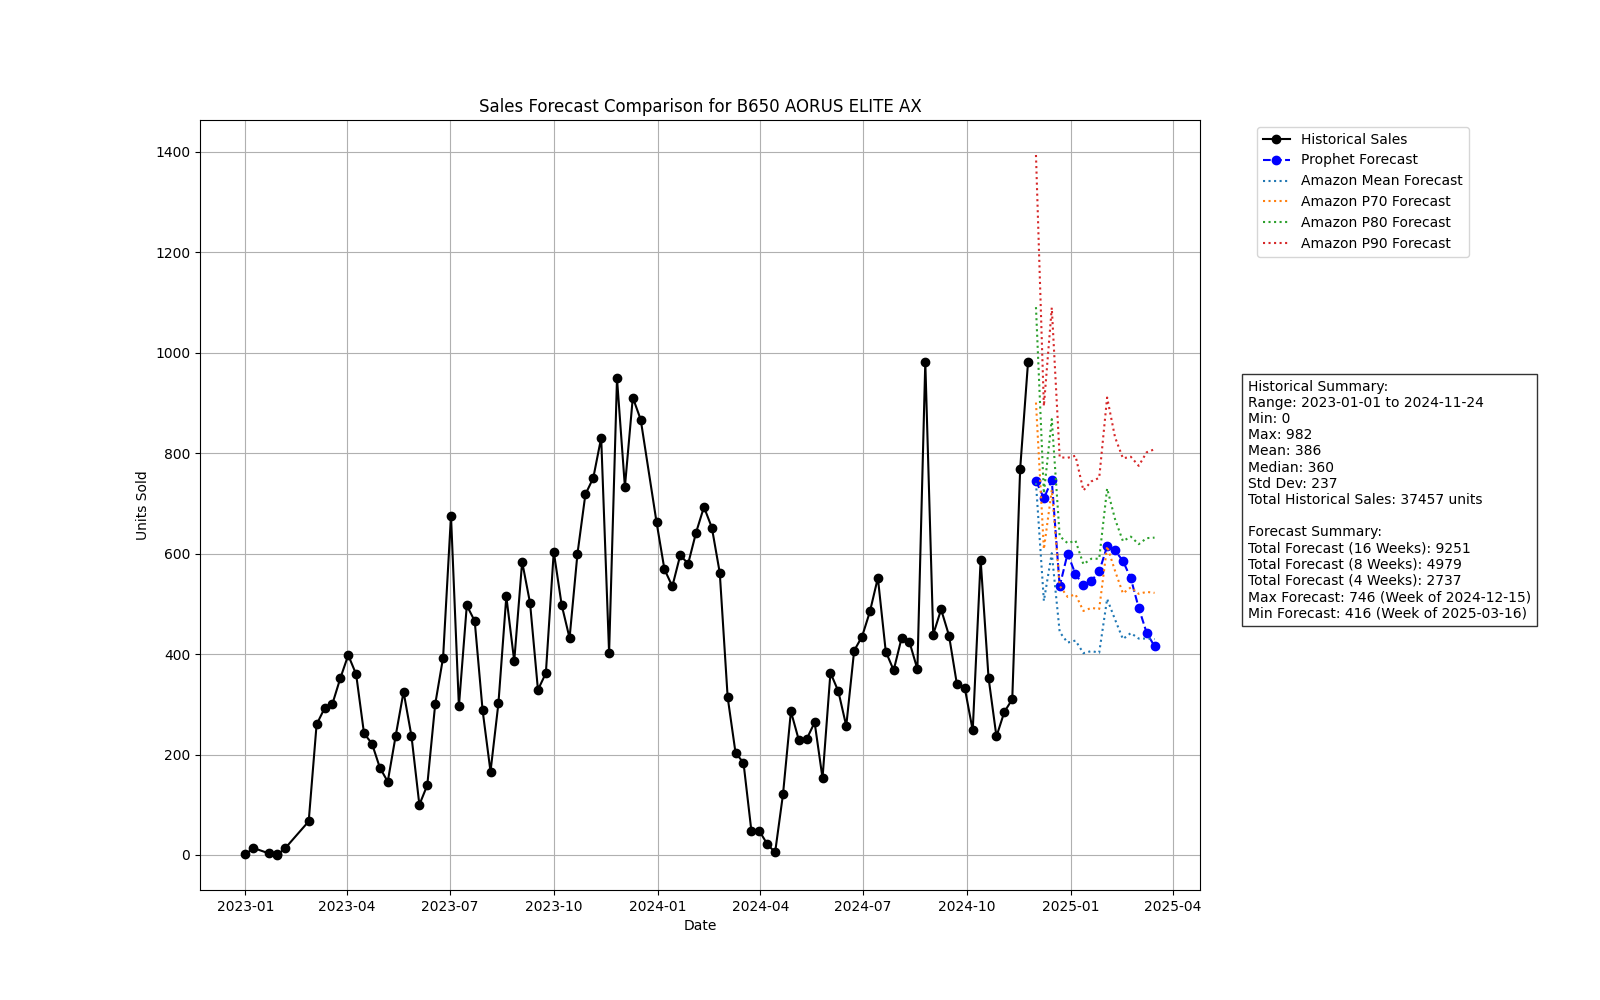 Sales Forecast Comparison for B650 AORUS ELITE AX
Units Sold
1400
1200
1000
800
600
400
200
0
2023-01 2023-04 2023-07 2023-10 2024-01 2024-04 2024-07 2024-10 2025-01 2025-04
Date
Historical Sales
Prophet Forecast
Amazon Mean Forecast
Amazon P70 Forecast
Amazon P80 Forecast
Amazon P90 Forecast
Historical Summary:
Range: 2023-01-01 to 2024-11-24
Min: 0
Max: 982
Mean: 386
Median: 360
Std Dev: 237
Total Historical Sales: 37457 units
Forecast Summary:
Total Forecast (16 Weeks): 9251
Total Forecast (8 Weeks): 4979
Total Forecast (4 Weeks): 2737
Max Forecast: 746 (Week of 2024-12-15)
Min Forecast: 416 (Week of 2025-03-16)